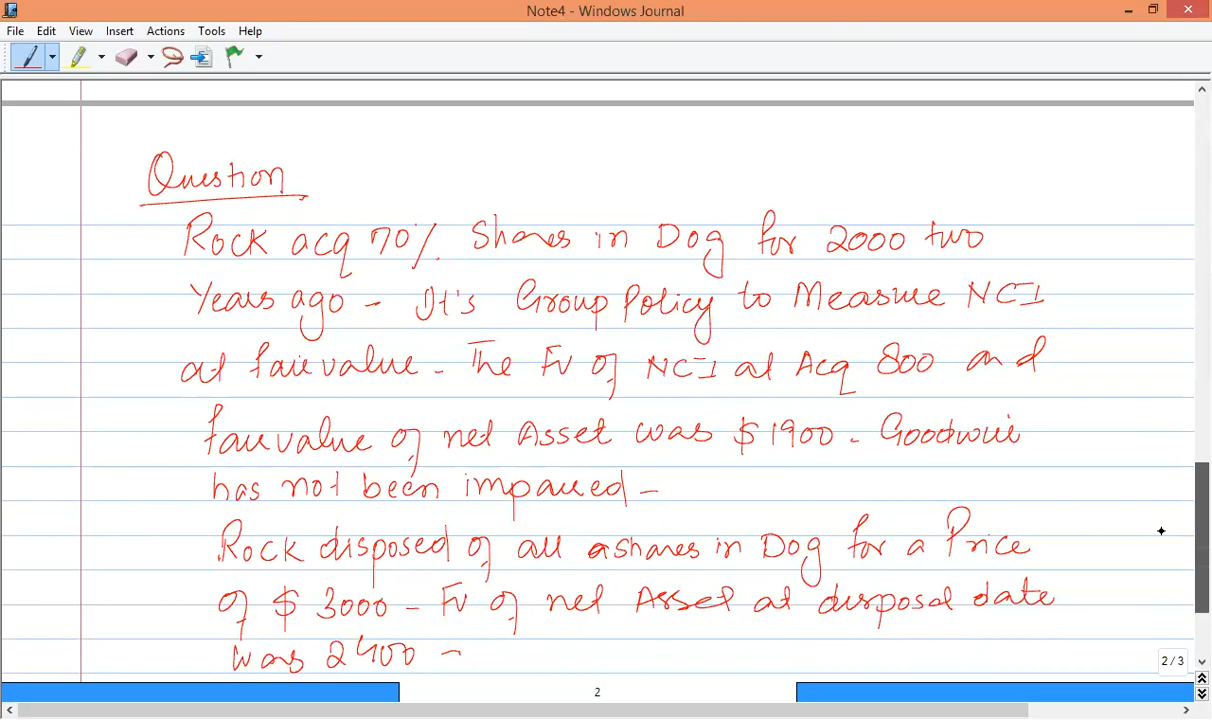 Note4 - Windows Journal
File Edit View Insert Actions Tools Help
Question
Rock acq 70% Shares in Dog for 2000 two
Years ago - It's Group Policy to Measure NCI
at fair value. The Fv of NCI at Acq 800 and
fair value of net Asset was $1900. Goodwill
has not been impaired -
Rock disposed of all shares in Dog for a Price
of $3000 - Fv of net Asset at disposal date
was 2400 -
2/3
2